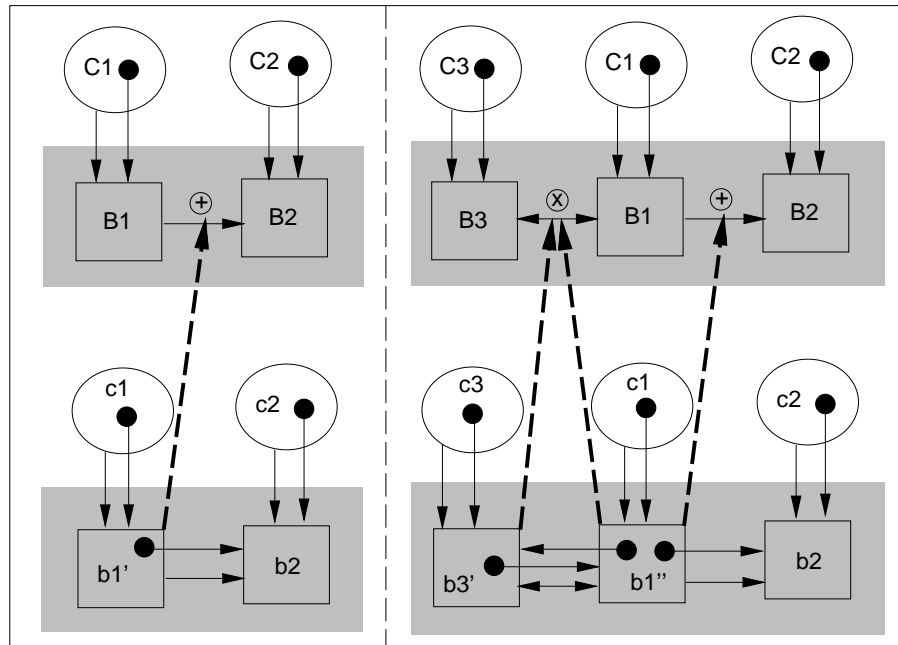 C1 C2 C3 C1 C2
B1 + B2 B3 x B1 + B2
c1 c2 c3 c1 c2
b1' b2 b3' b1'' b2